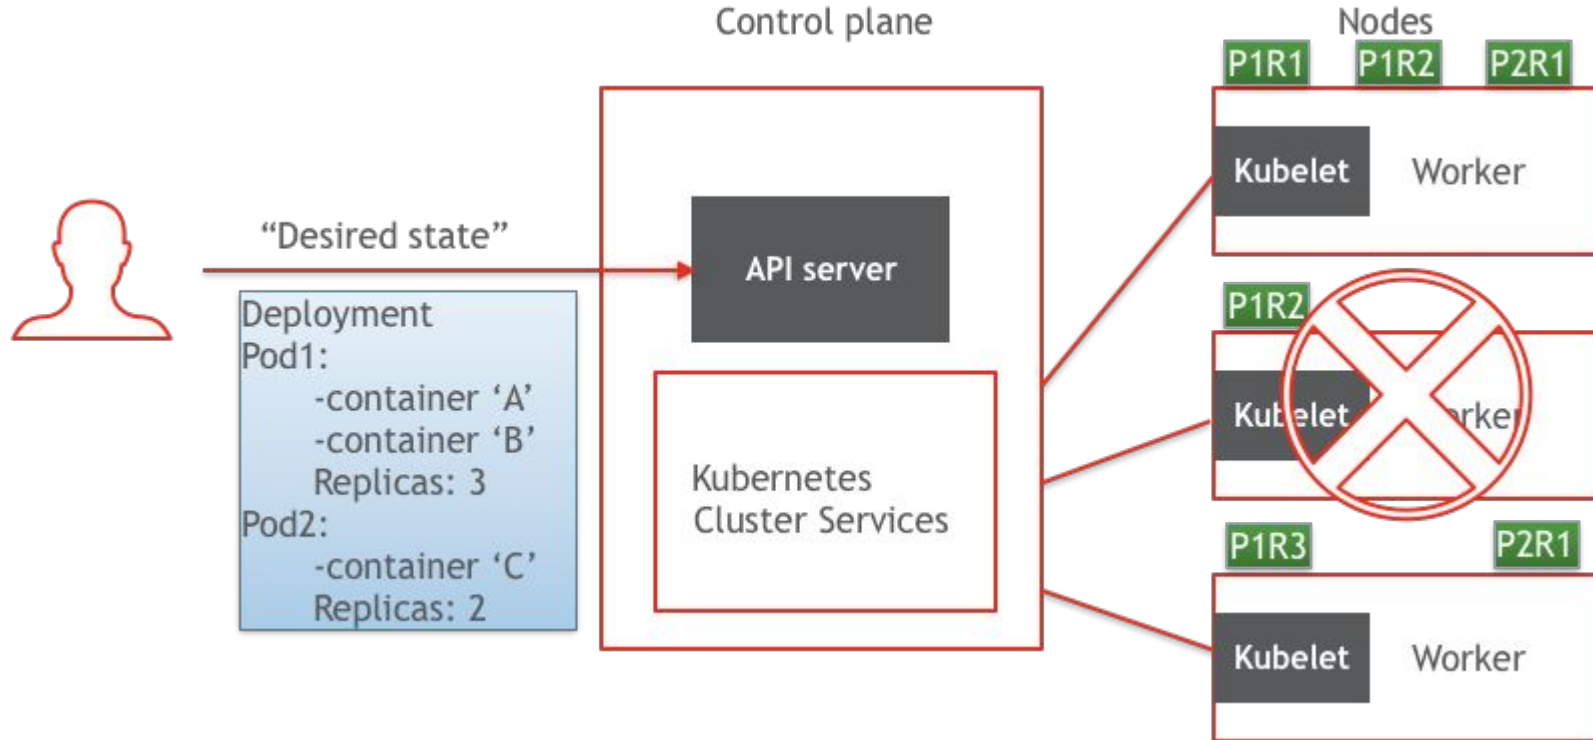 Control plane
Nodes
P1R1 P1R2 P2R1
Kubelet Worker
“Desired state”
API server
Deployment
Pod1:
-container ‘A’
-container ‘B’
Replicas: 3
Pod2:
-container ‘C’
Replicas: 2
Kubernetes
Cluster Services
P1R2
Kubelet
P1R3 P2R1
Kubelet Worker